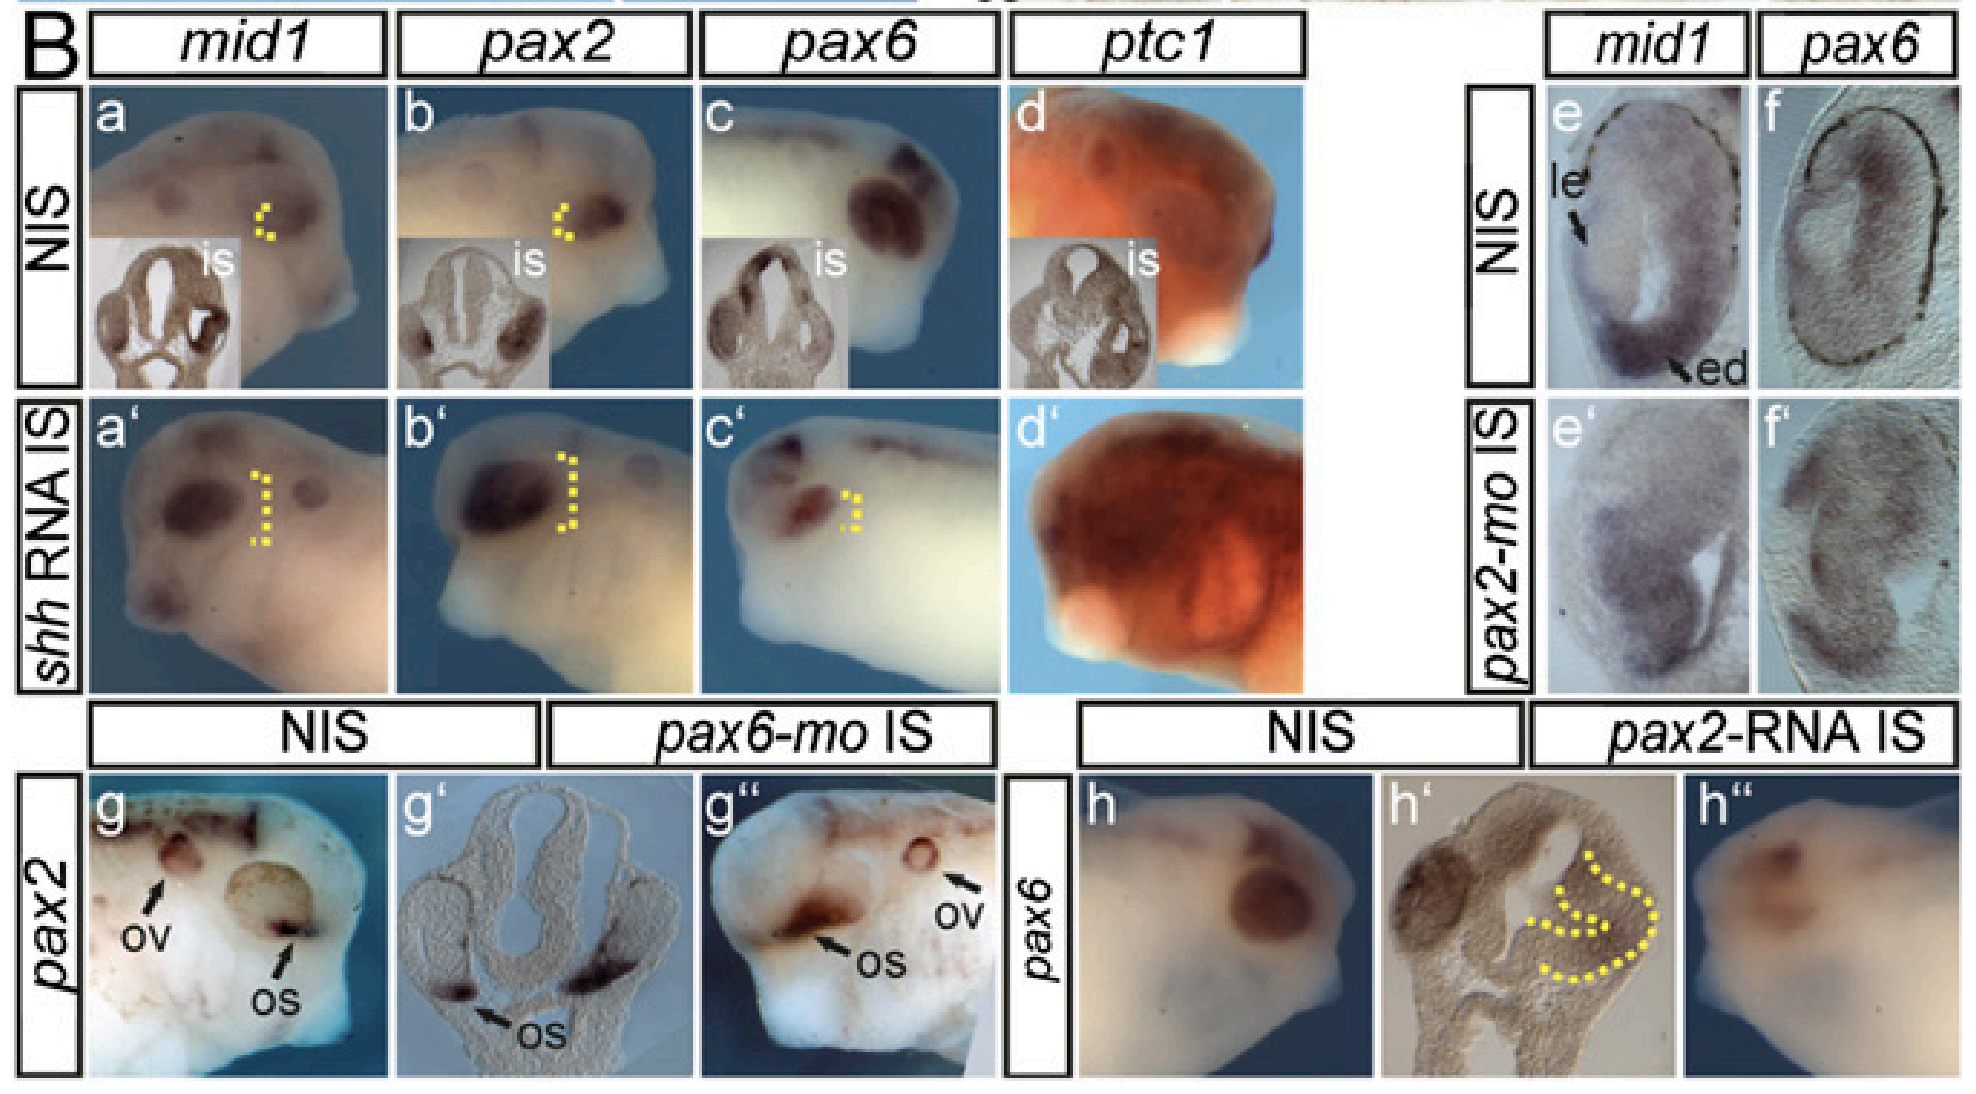 B mid1 pax2 pax6 ptc1 mid1 pax6
NIS a b c d NIS e f
is is is is le ed
shh RNA IS a‘ b‘ c‘ d‘ pax2-mo IS e‘ f‘
NIS pax6-mo IS NIS pax2-RNA IS
pax2 g g‘ g“ pax6 h h‘ h“
ov os os os ov